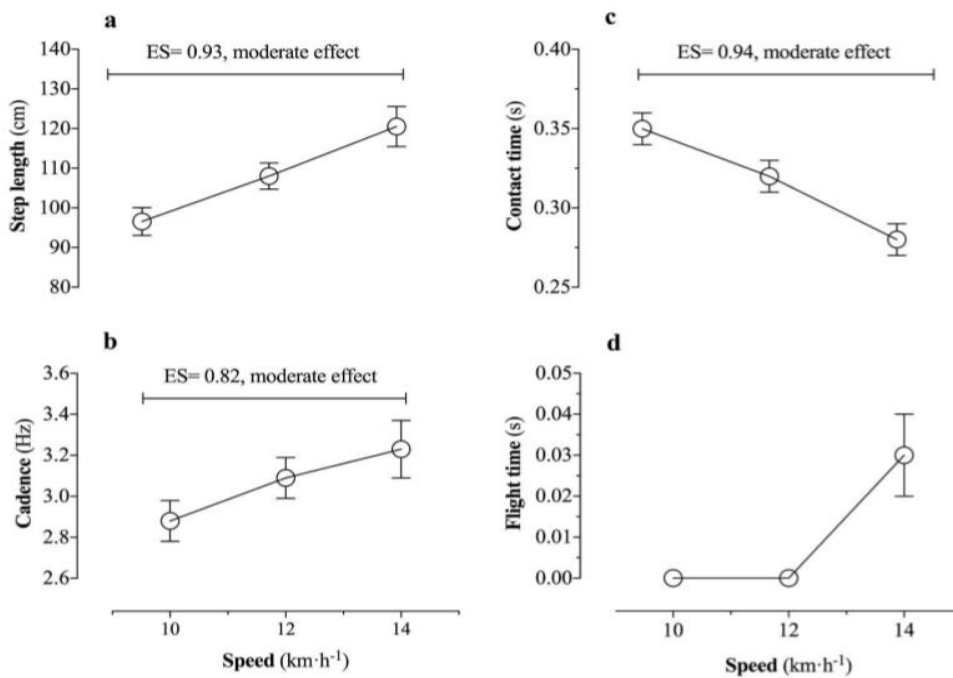 a
ES= 0.93, moderate effect
140
130
120
110
100
90
80
Step length (cm)
c
ES= 0.94, moderate effect
0.40
0.35
0.30
0.25
Contact time (s)
b
ES= 0.82, moderate effect
3.6
3.4
3.2
3.0
2.8
2.6
Cadence (Hz)
10 12 14
Speed (km·h⁻¹)
d
0.05
0.04
0.03
0.02
0.01
0.00
Flight time (s)
10 12 14
Speed (km·h⁻¹)